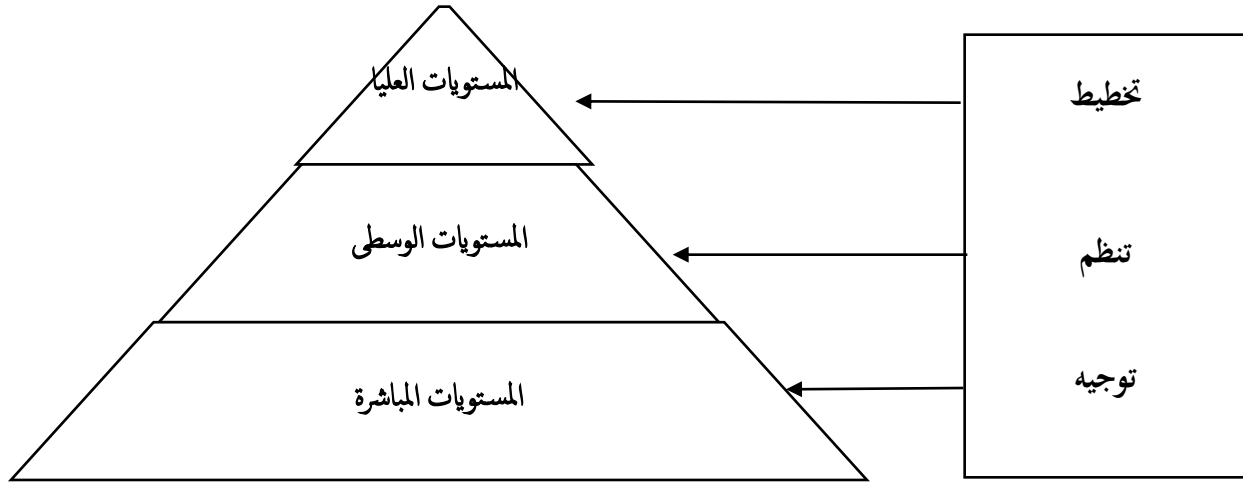 المستويات العليا
تخطيط
المستويات الوسطى
تنظم
المستويات المباشرة
توجيه